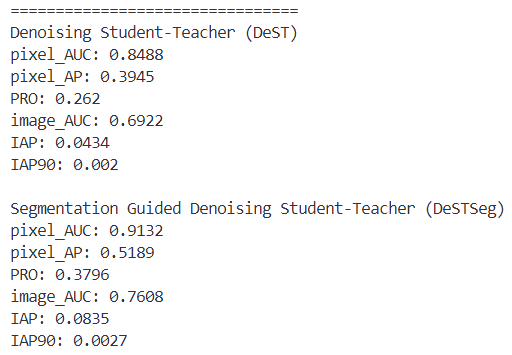 ================================
Denoising Student-Teacher (DeST)
pixel_AUC: 0.8488
pixel_AP: 0.3945
PRO: 0.262
image_AUC: 0.6922
IAP: 0.0434
IAP90: 0.002

Segmentation Guided Denoising Student-Teacher (DeSTSeg)
pixel_AUC: 0.9132
pixel_AP: 0.5189
PRO: 0.3796
image_AUC: 0.7608
IAP: 0.0835
IAP90: 0.0027